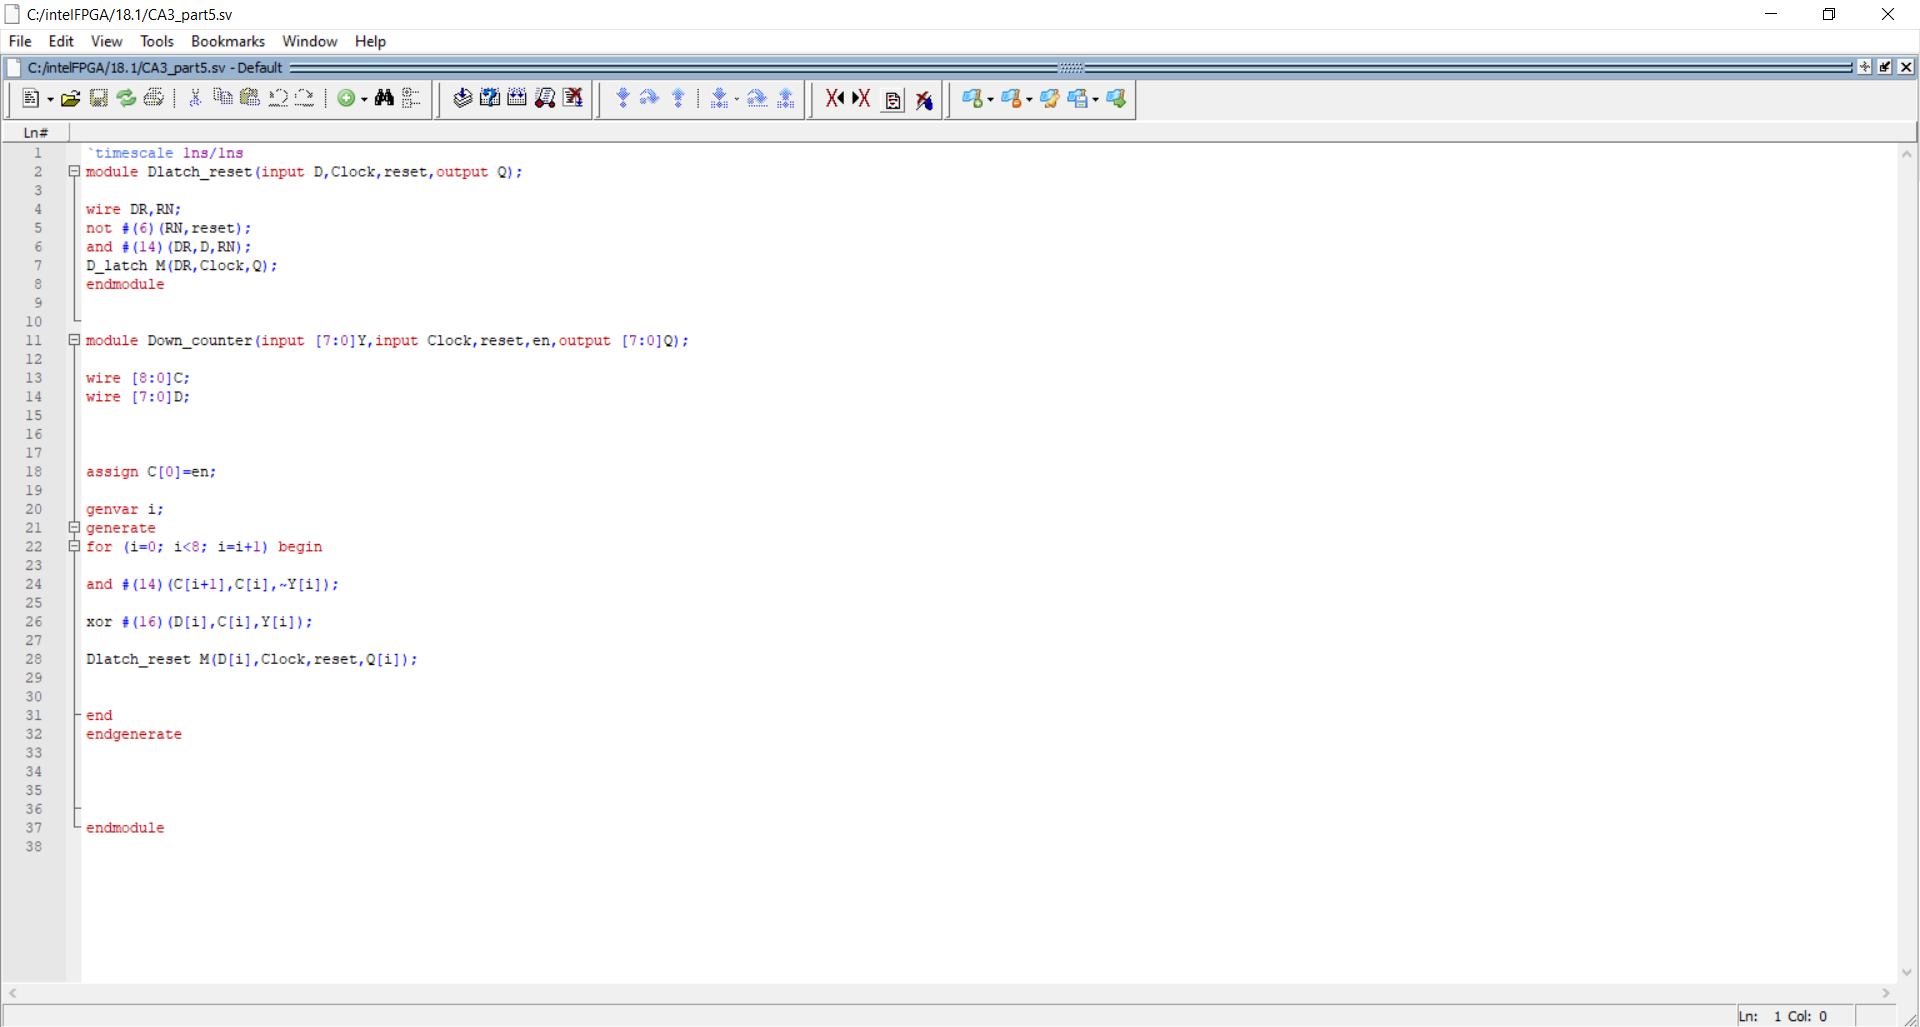 C:/intelFPGA/18.1/CA3_part5.sv
File Edit View Tools Bookmarks Window Help
C:/intelFPGA/18.1/CA3_part5.sv - Default
Ln#
1 `timescale 1ns/1ns
2 module Dlatch_reset(input D,Clock,reset,output Q);
3
4 wire DR,RN;
5 not #(6)(RN,reset);
6 and #(14)(DR,D,RN);
7 D_latch M(DR,Clock,Q);
8 endmodule
9
10
11 module Down_counter(input [7:0]Y,input Clock,reset,en,output [7:0]Q);
12
13 wire [8:0]C;
14 wire [7:0]D;
15
16
17
18 assign C[0]=en;
19
20 genvar i;
21 generate
22 for (i=0; i<8; i=i+1) begin
23
24 and #(14)(C[i+1],C[i],~Y[i]);
25
26 xor #(16)(D[i],C[i],Y[i]);
27
28 Dlatch_reset M(D[i],Clock,reset,Q[i]);
29
30
31 end
32 endgenerate
33
34
35
36
37 endmodule
38
Ln: 1 Col: 0